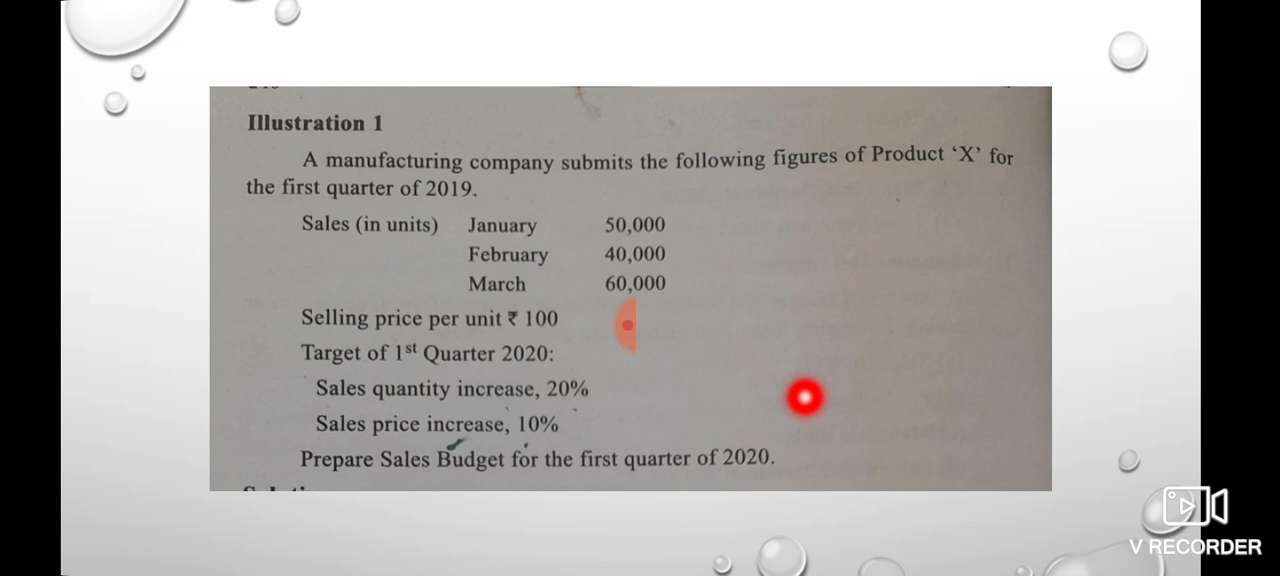 Illustration 1
A manufacturing company submits the following figures of Product ‘X’ for
the first quarter of 2019.
Sales (in units) January 50,000
February 40,000
March 60,000
Selling price per unit ₹ 100
Target of 1st Quarter 2020:
Sales quantity increase, 20%
Sales price increase, 10%
Prepare Sales Budget for the first quarter of 2020.
V RECORDER